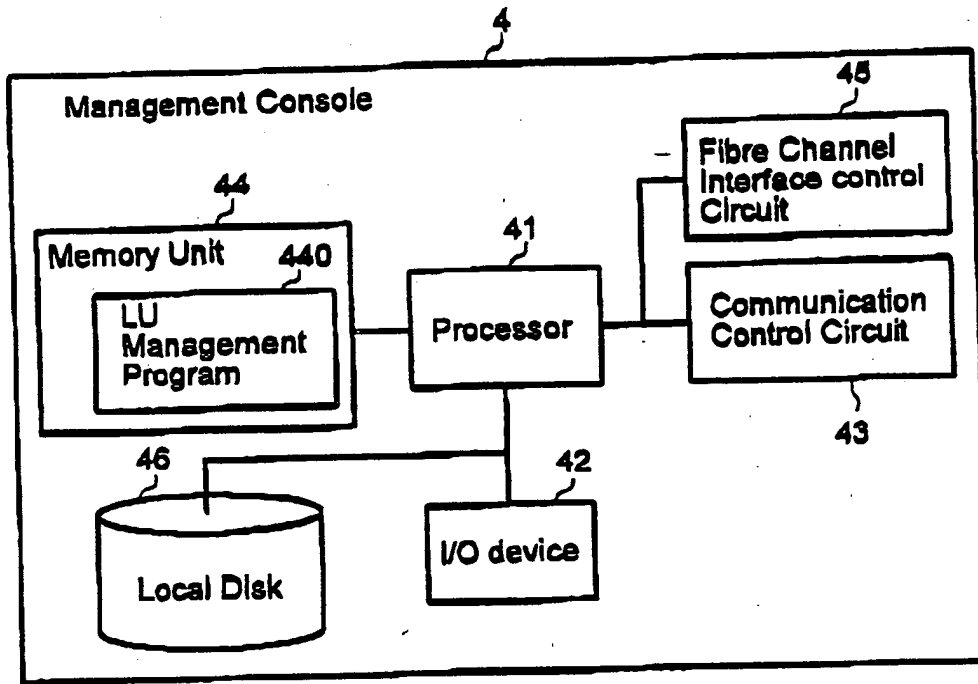 4
Management Console
45
Fibre Channel
Interface control
Circuit
44
Memory Unit
440
LU
Management
Program
41
Processor
Communication
Control Circuit
43
46
Local Disk
42
I/O device